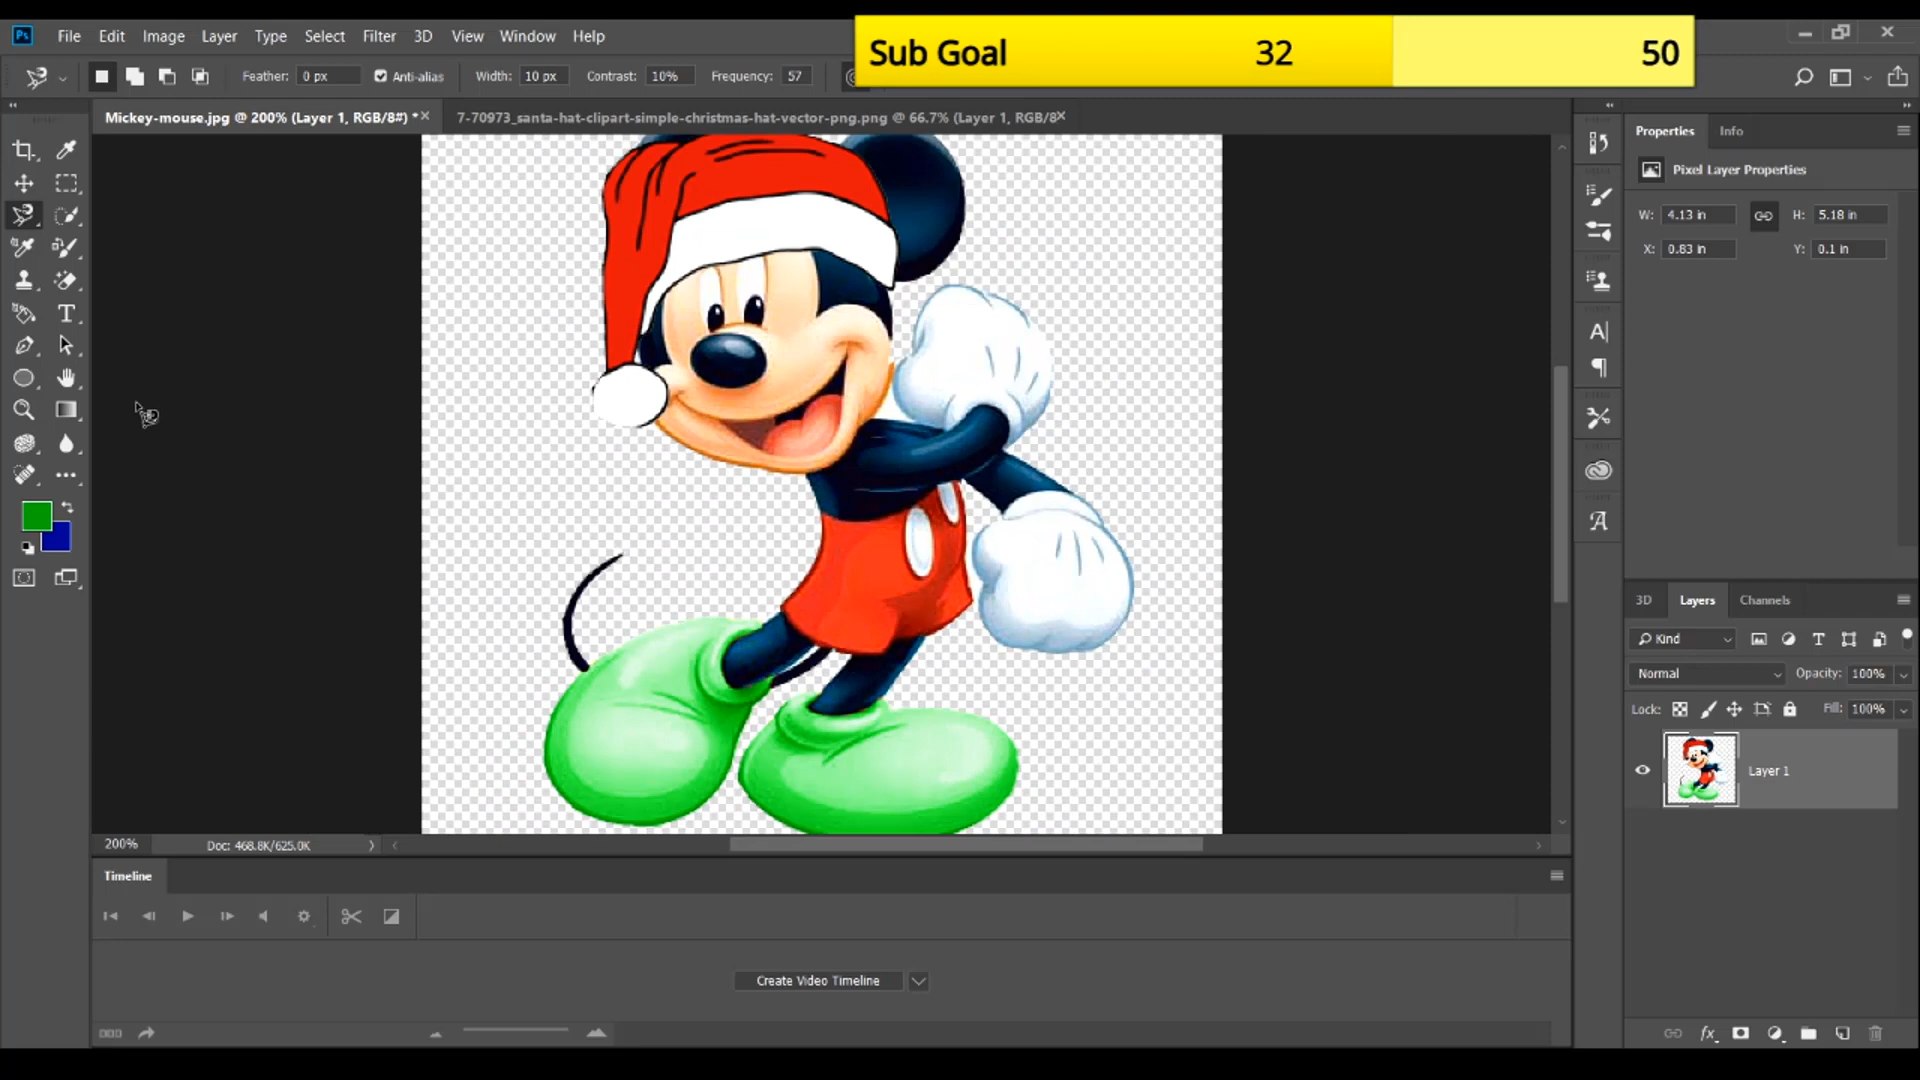 Ps File Edit Image Layer Type Select Filter 3D View Window Help
Sub Goal 32 50
Feather: 0 px Anti-alias Width: 10 px Contrast: 10% Frequency: 57
Mickey-mouse.jpg @ 200% (Layer 1, RGB/8#) * 7-70973_santa-hat-clipart-simple-christmas-hat-vector-png.png @ 66.7% (Layer 1, RGB/8
Properties Info
Pixel Layer Properties
W: 4.13 in H: 5.18 in
X: 0.83 in Y: 0.1 in
3D Layers Channels
Kind
Normal Opacity: 100%
Lock: Fill: 100%
Layer 1
200% Doc: 468.8K/625.0K
Timeline
Create Video Timeline
fx